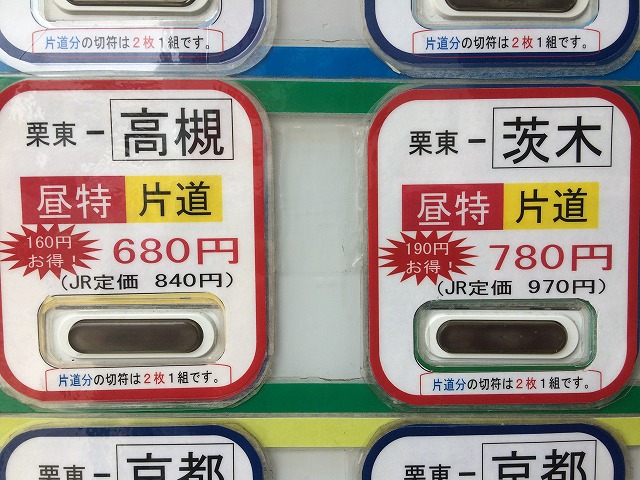 片道分の切符は2枚1組です。
片道分の切符は2枚1組です。
栗東ー高槻
昼特 片道
160円
お得!
680円
(JR定価 840円)
片道分の切符は2枚1組です。
栗東ー茨木
昼特 片道
190円
お得!
780円
(JR定価 970円)
片道分の切符は2枚1組です。
栗東ー京都
栗東ー京都